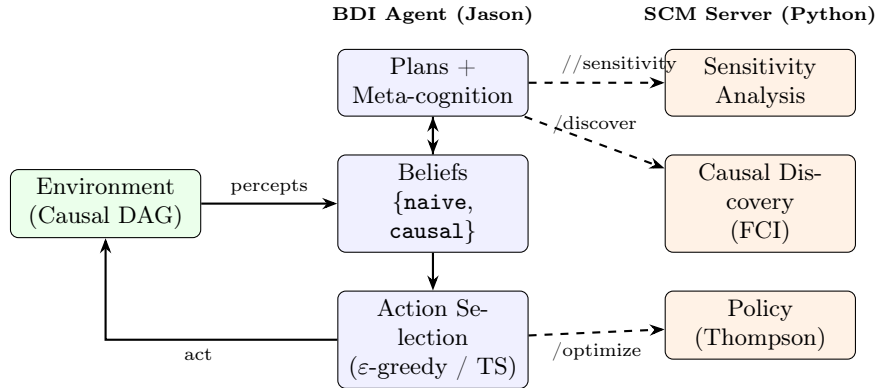 BDI Agent (Jason)
SCM Server (Python)
Plans +
Meta-cognition
//sensitivity
Sensitivity
Analysis
/discover
Environment
(Causal DAG)
percepts
Beliefs
{naive,
causal}
Causal Dis-
covery
(FCI)
Action Se-
lection
(ε-greedy / TS)
act
/optimize
Policy
(Thompson)